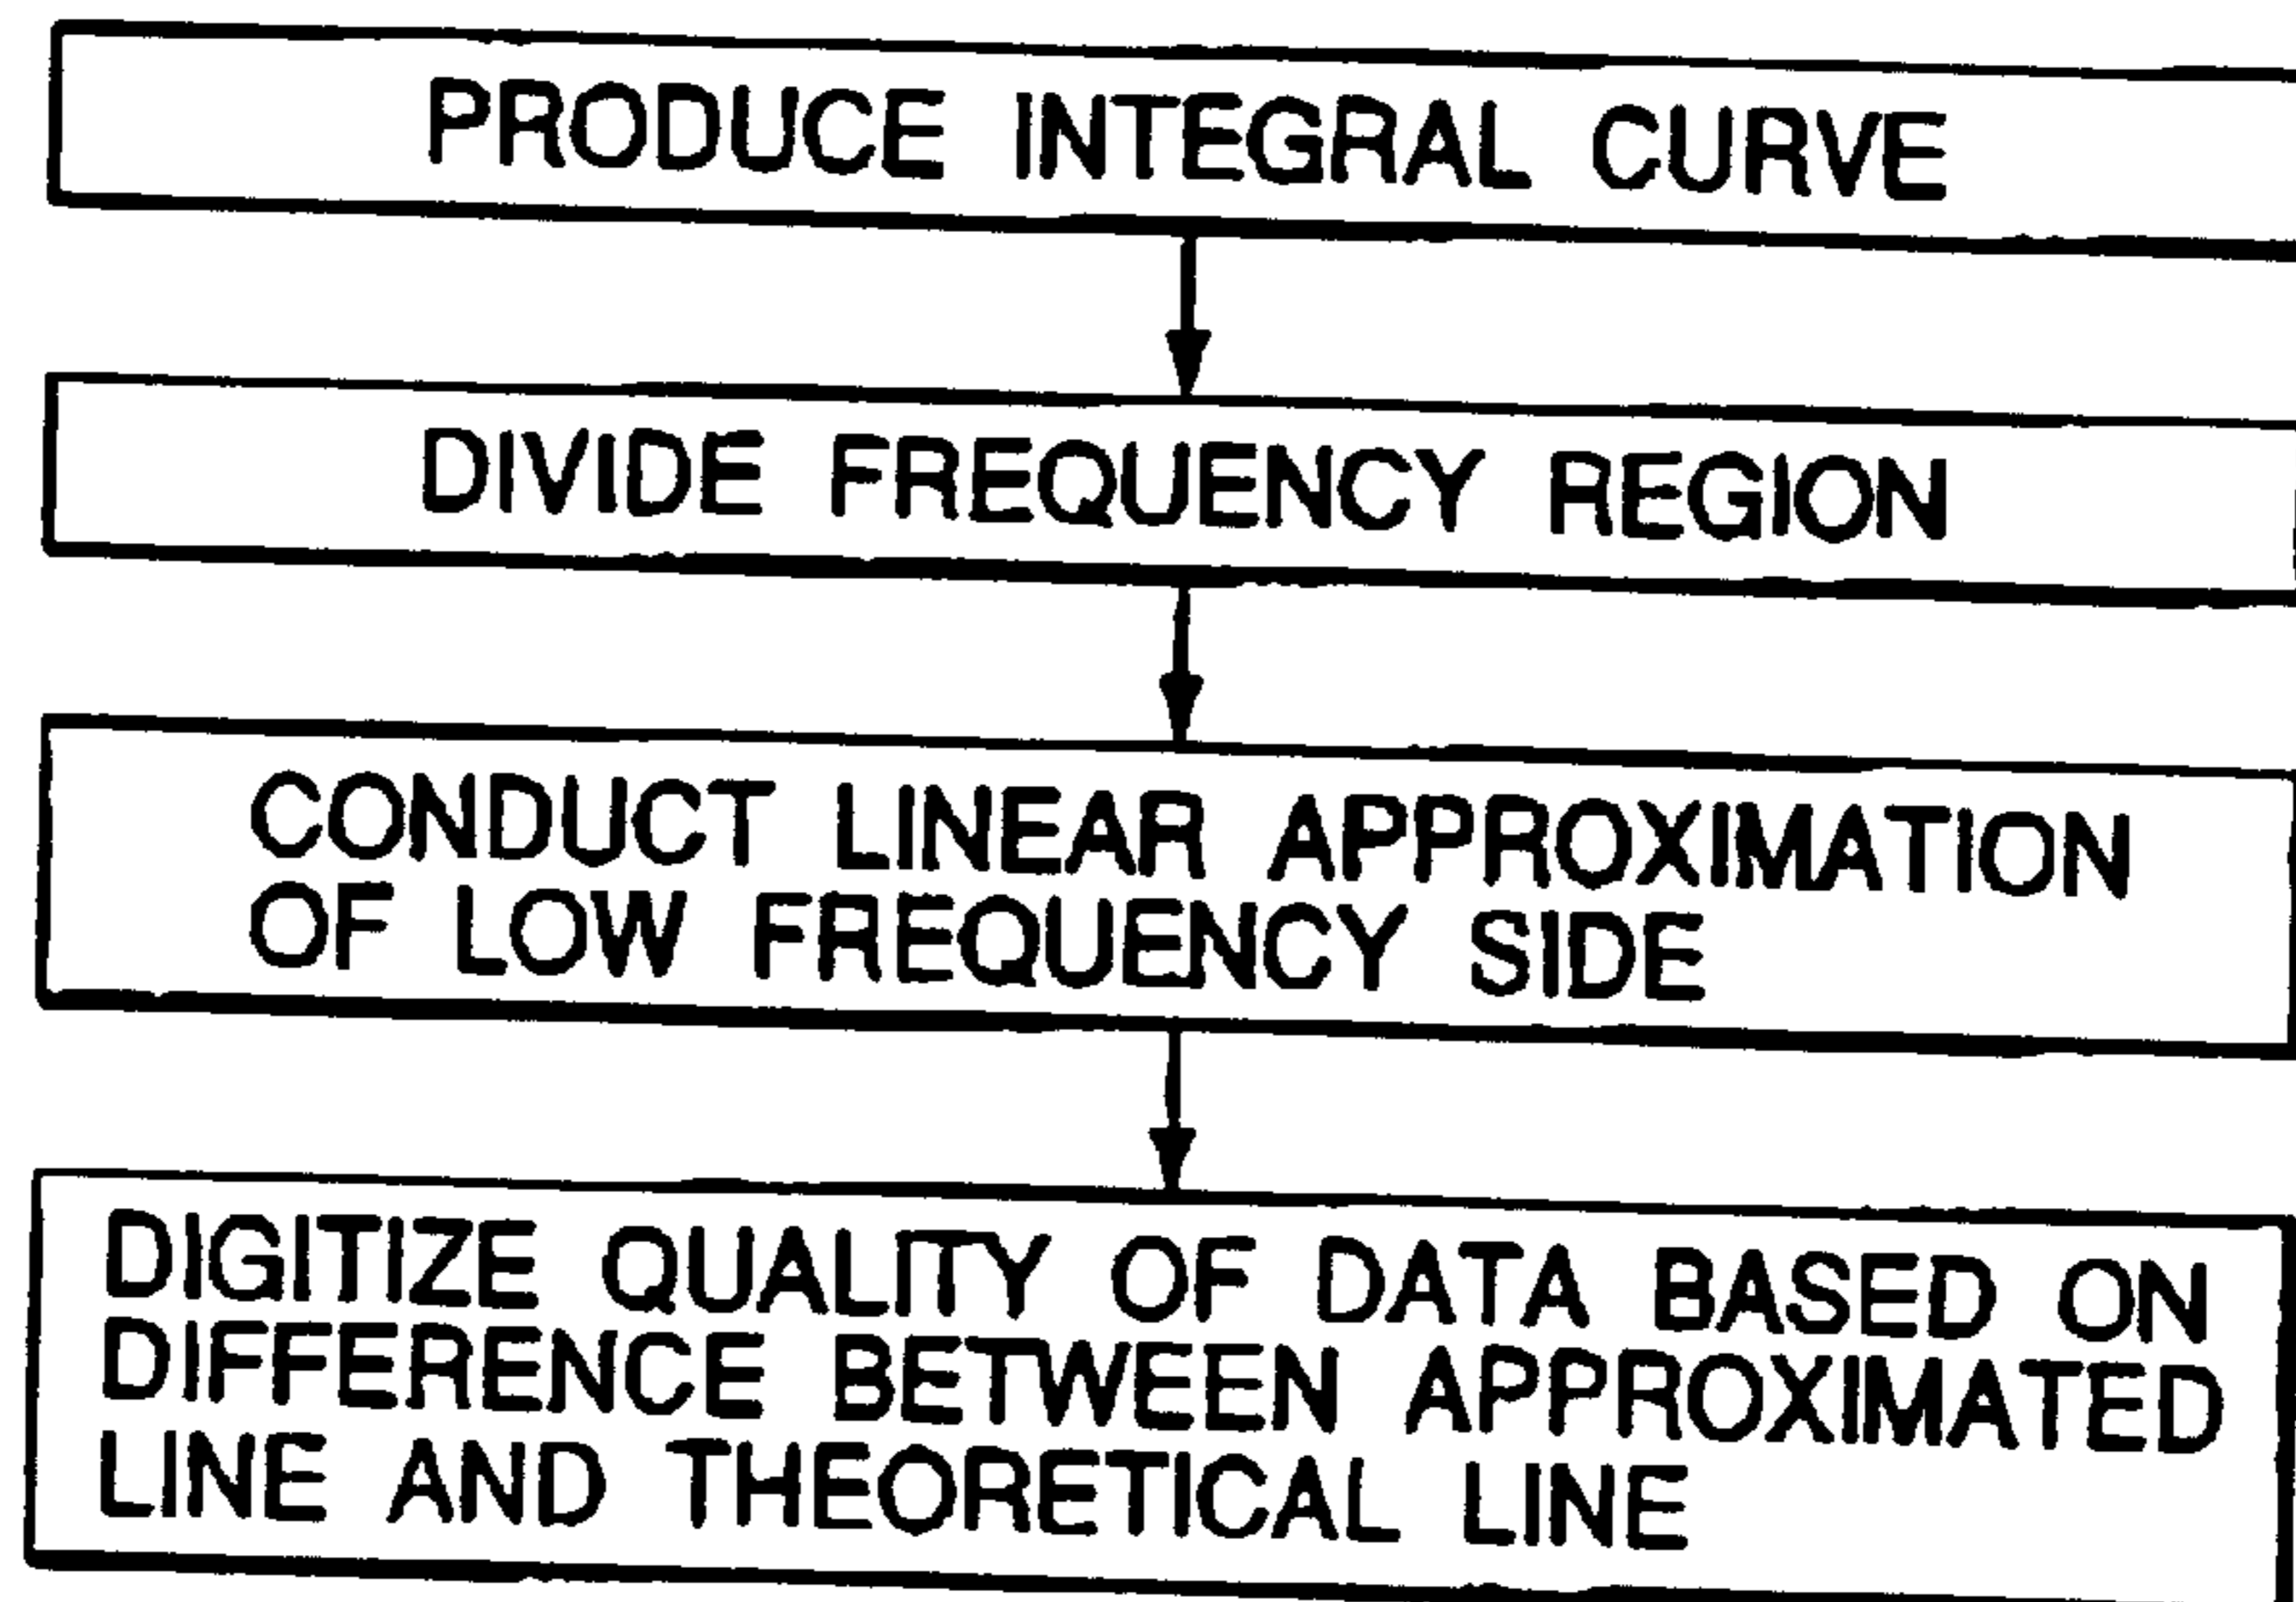 PRODUCE INTEGRAL CURVE
DIVIDE FREQUENCY REGION
CONDUCT LINEAR APPROXIMATION
OF LOW FREQUENCY SIDE
DIGITIZE QUALITY OF DATA BASED ON
DIFFERENCE BETWEEN APPROXIMATED
LINE AND THEORETICAL LINE